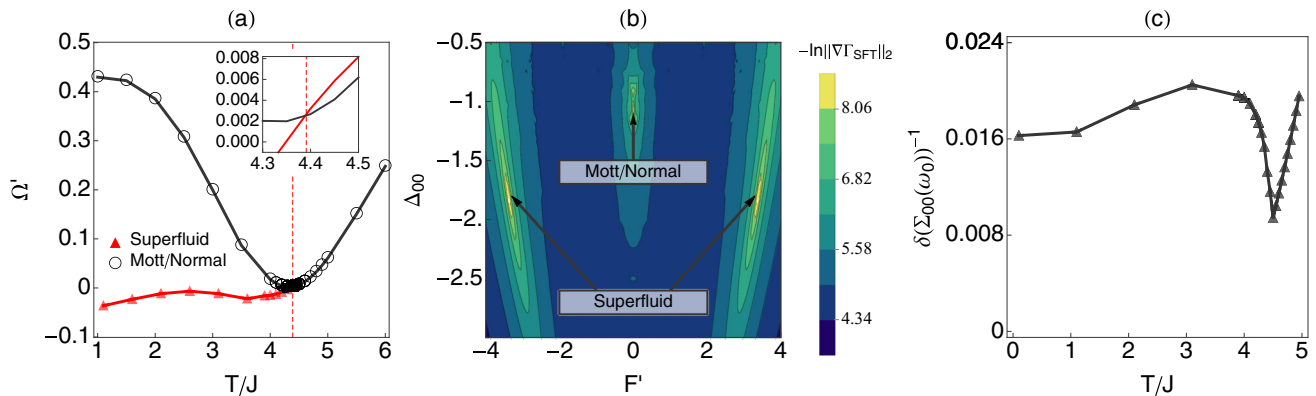 (a)
0.5
0.4
0.3
0.2
0.1
0
−0.1
Ω'
1 2 3 4 5 6
T/J
Superfluid
Mott/Normal
0.008
0.006
0.004
0.002
0.000
4.3 4.4 4.5
(b)
−0.5
−1.
−1.5
−2.
−2.5
Δ00
−4 −2 0 2 4
F'
Mott/Normal
Superfluid
−ln||∇ΓSFT||2
8.06
6.82
5.58
4.34
(c)
0.024
0.016
0.008
0
δ(Σ00(ω0))−1
0 1 2 3 4 5
T/J